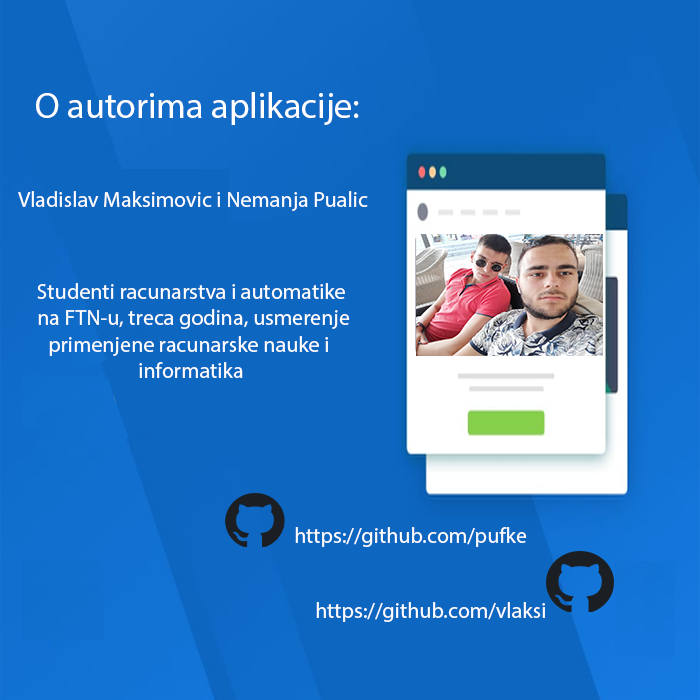 O autorima aplikacije:
Vladislav Maksimovic i Nemanja Pualic
Studenti racunarstva i automatike
na FTN-u, treca godina, usmerenje
primenjene racunarske nauke i
informatika
https://github.com/pufke
https://github.com/vlaksi